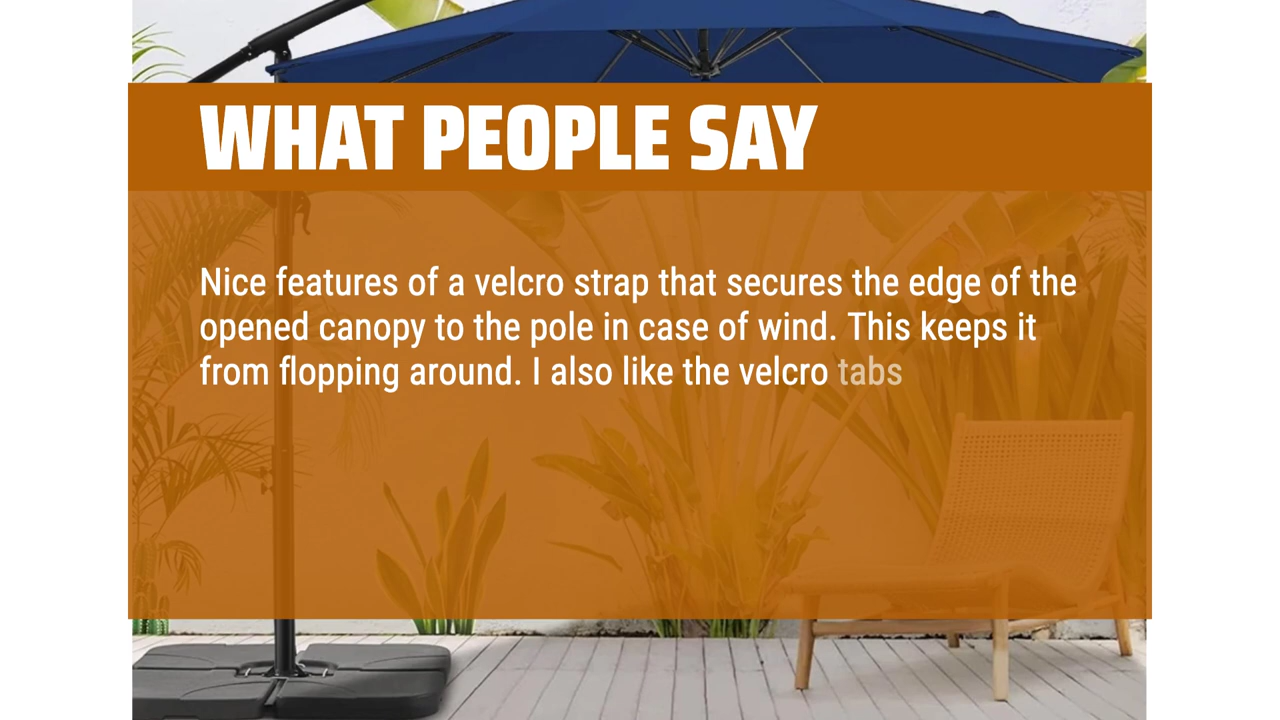 WHAT PEOPLE SAY
Nice features of a velcro strap that secures the edge of the
opened canopy to the pole in case of wind. This keeps it
from flopping around. I also like the velcro tabs